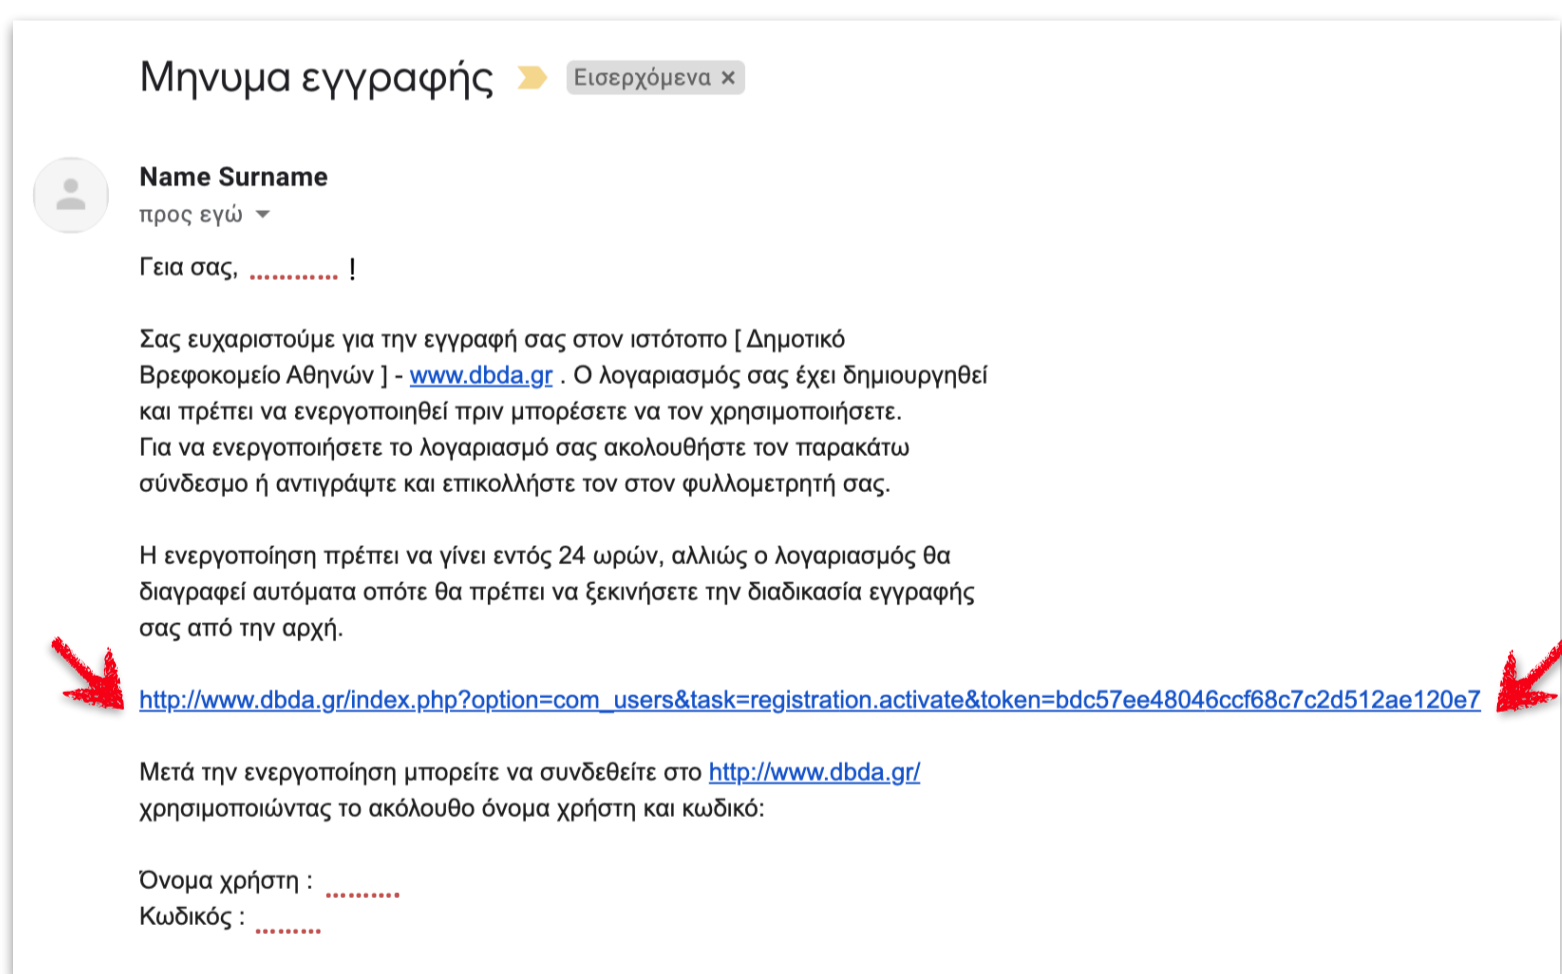 Μηνυμα εγγραφής Εισερχόμενα ×
Name Surname
προς εγώ
Γεια σας, ............ !
Σας ευχαριστούμε για την εγγραφή σας στον ιστότοπο [ Δημοτικό
Βρεφοκομείο Αθηνών ] - www.dbda.gr . Ο λογαριασμός σας έχει δημιουργηθεί
και πρέπει να ενεργοποιηθεί πριν μπορέσετε να τον χρησιμοποιήσετε.
Για να ενεργοποιήσετε το λογαριασμό σας ακολουθήστε τον παρακάτω
σύνδεσμο ή αντιγράψτε και επικολλήστε τον στον φυλλομετρητή σας.
Η ενεργοποίηση πρέπει να γίνει εντός 24 ωρών, αλλιώς ο λογαριασμός θα
διαγραφεί αυτόματα οπότε θα πρέπει να ξεκινήσετε την διαδικασία εγγραφής
σας από την αρχή.
http://www.dbda.gr/index.php?option=com_users&task=registration.activate&token=bdc57ee48046ccf68c7c2d512ae120e7
Μετά την ενεργοποίηση μπορείτε να συνδεθείτε στο http://www.dbda.gr/
χρησιμοποιώντας το ακόλουθο όνομα χρήστη και κωδικό:
Όνομα χρήστη : ..........
Κωδικός : .........